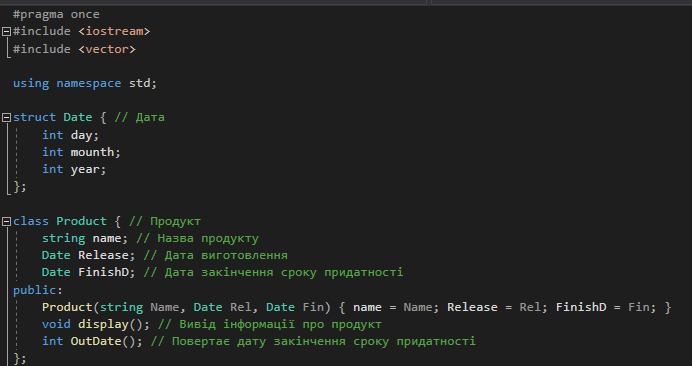 #pragma once
#include <iostream>
#include <vector>
using namespace std;
struct Date { // Дата
int day;
int mounth;
int year;
};
class Product { // Продукт
string name; // Назва продукту
Date Release; // Дата виготовлення
Date FinishD; // Дата закінчення сроку придатності
public:
Product(string Name, Date Rel, Date Fin) { name = Name; Release = Rel; FinishD = Fin; }
void display(); // Вивід інформації про продукт
int OutDate(); // Повертає дату закінчення сроку придатності
};